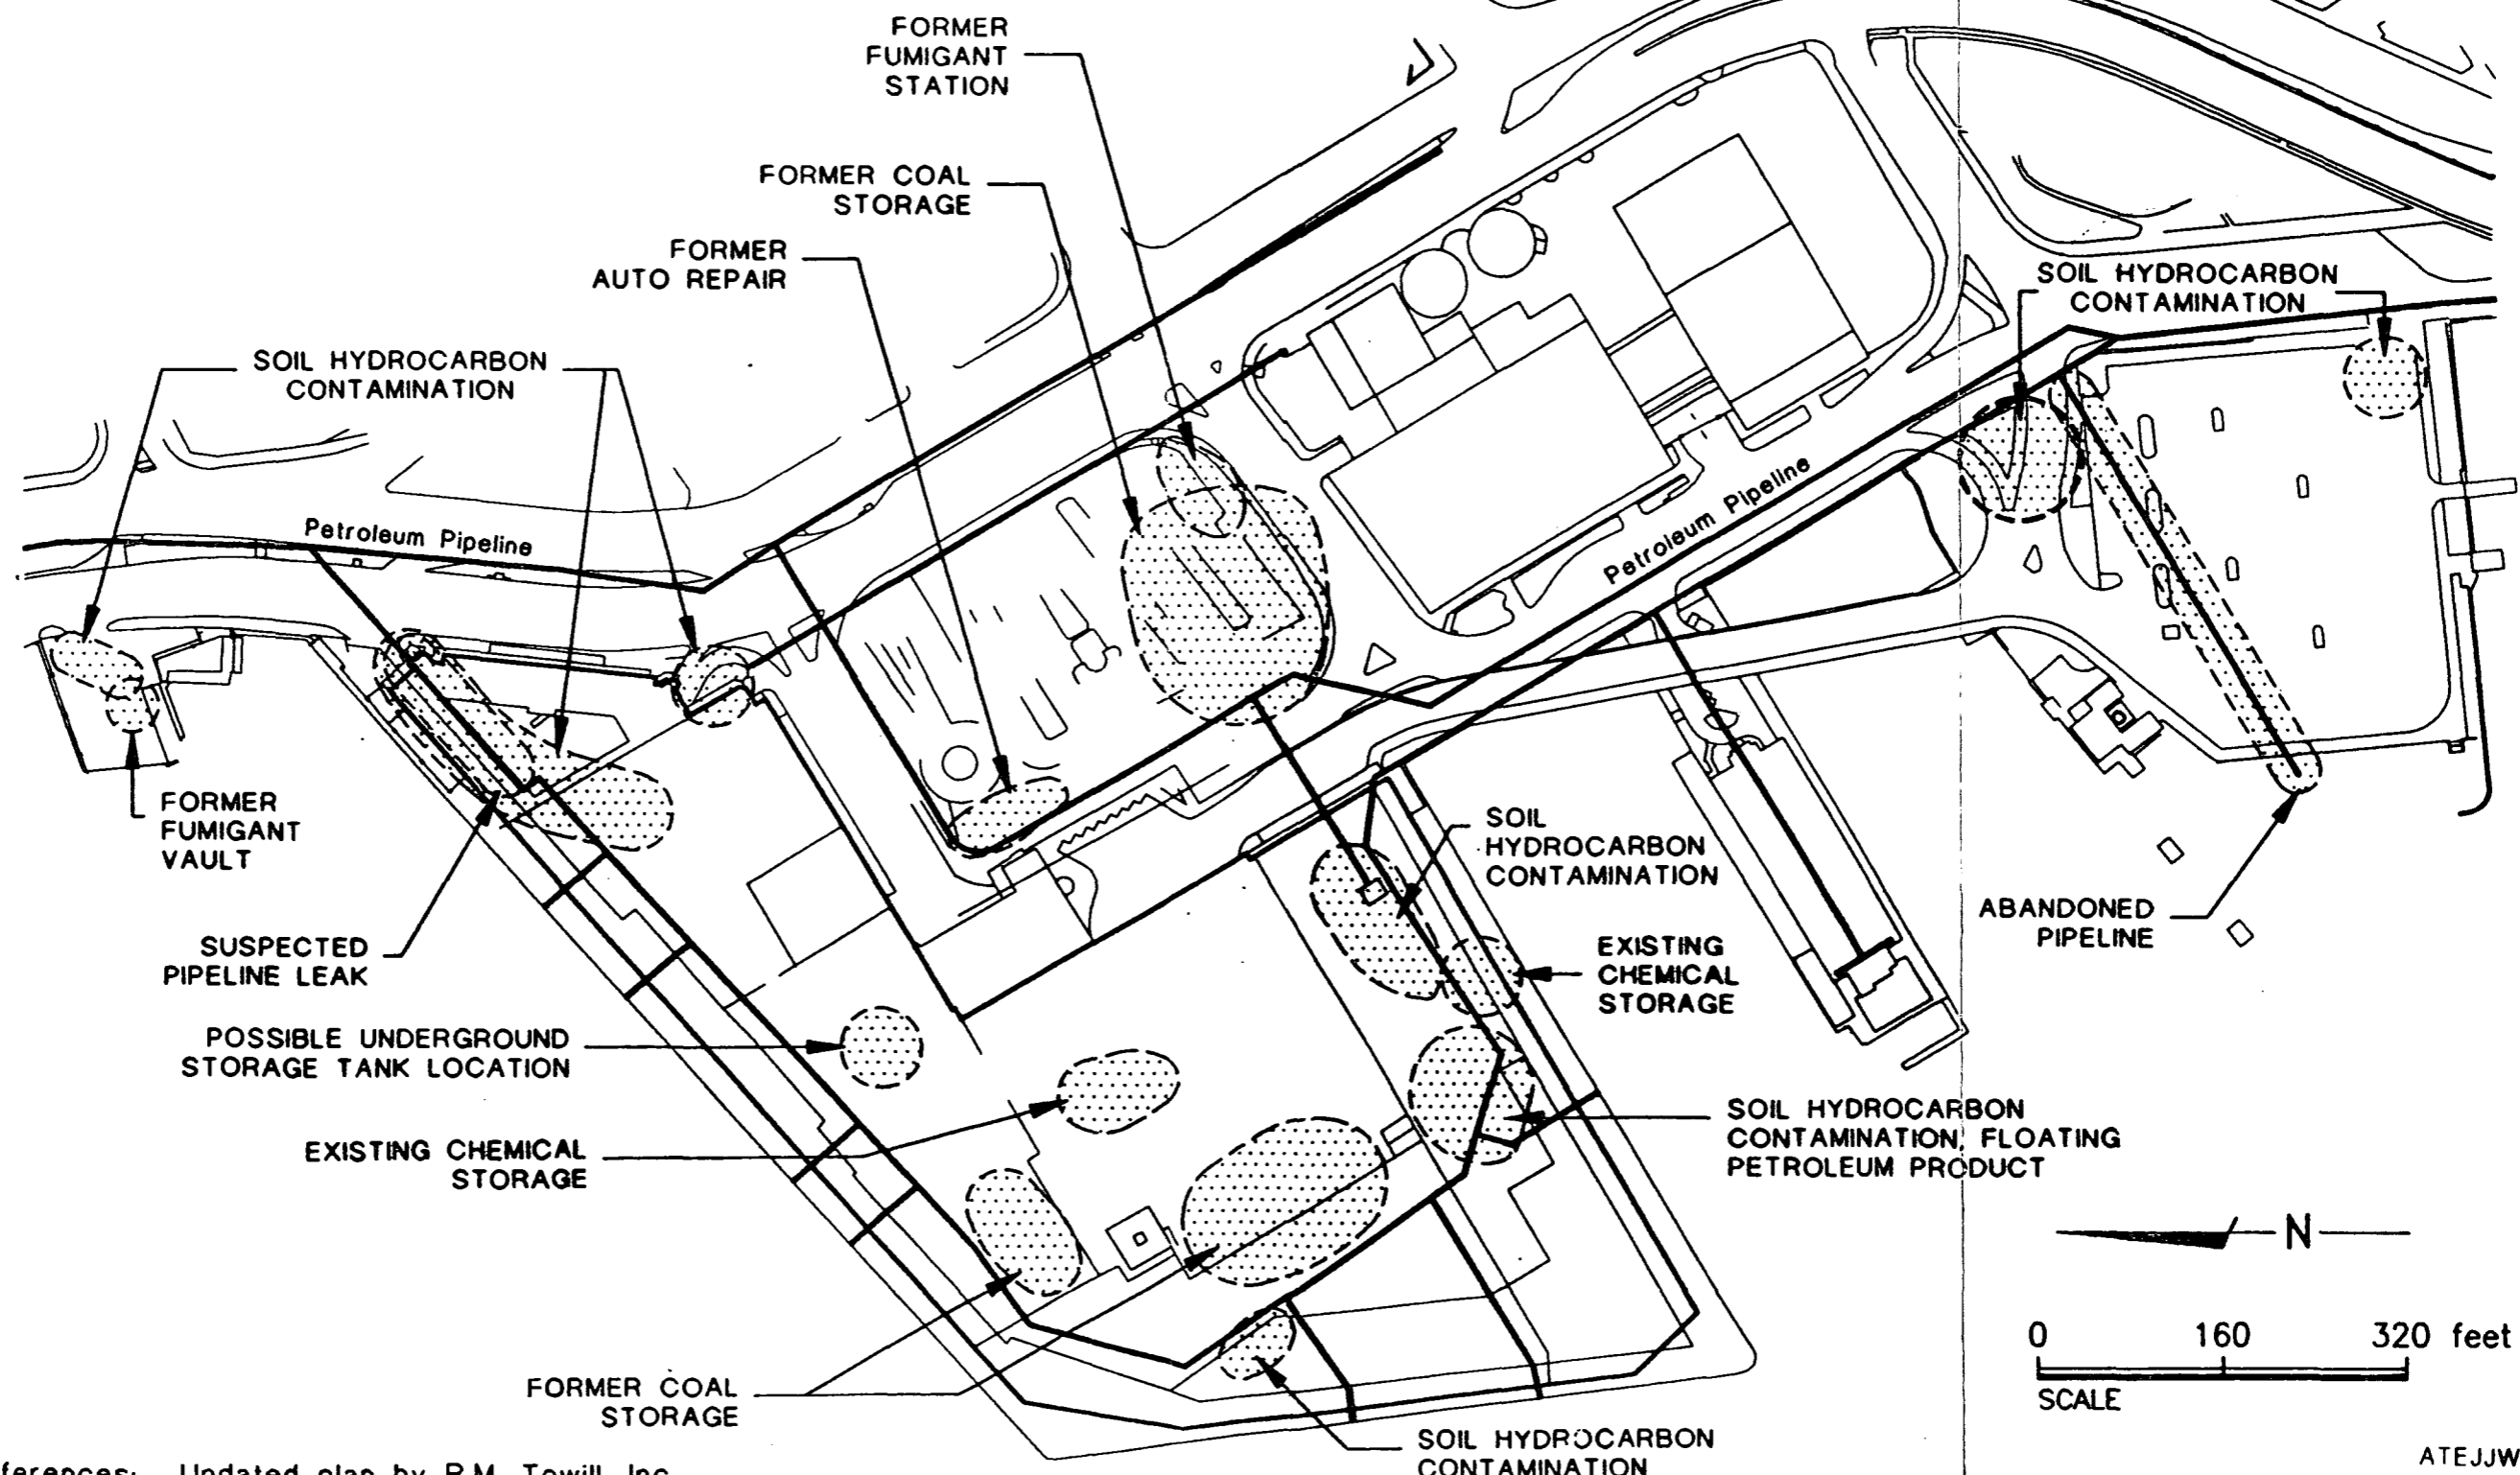 FORMER
FUMIGANT
STATION
FORMER COAL
STORAGE
FORMER
AUTO REPAIR
SOIL HYDROCARBON
CONTAMINATION
SOIL HYDROCARBON
CONTAMINATION
Petroleum Pipeline
Petroleum Pipeline
FORMER
FUMIGANT
VAULT
SOIL
HYDROCARBON
CONTAMINATION
SUSPECTED
PIPELINE LEAK
EXISTING
CHEMICAL
STORAGE
ABANDONED
PIPELINE
POSSIBLE UNDERGROUND
STORAGE TANK LOCATION
EXISTING CHEMICAL
STORAGE
SOIL HYDROCARBON
CONTAMINATION, FLOATING
PETROLEUM PRODUCT
N
0 160 320 feet
SCALE
FORMER COAL
STORAGE
SOIL HYDROCARBON
CONTAMINATION
ferences: Updated plan by R.M. Towill, Inc.
ATEJJW